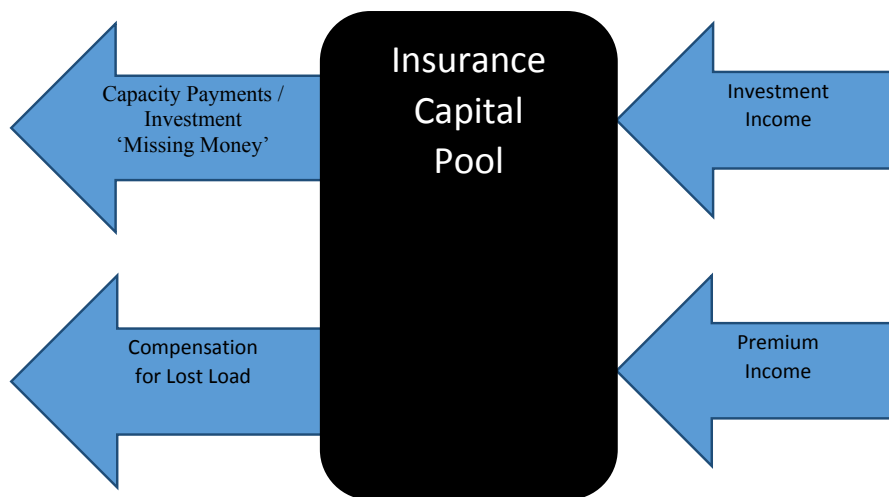 Capacity Payments /
Investment
‘Missing Money’
Insurance
Capital
Pool
Investment
Income
Compensation
for Lost Load
Premium
Income